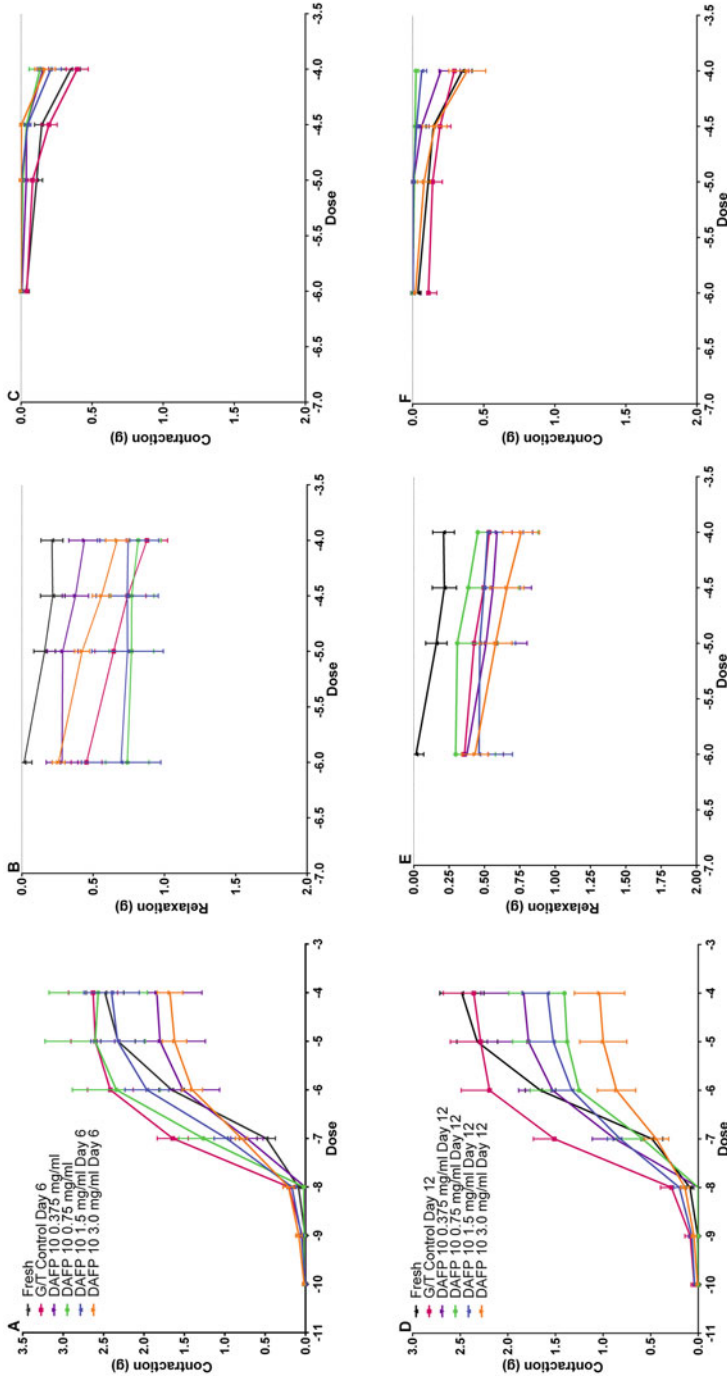 A
Fresh
G/T Control Day 6
DAFP 10 0.375 mg/ml
DAFP 10 0.75 mg/ml
DAFP 10 1.5 mg/ml Day 6
DAFP 10 3.0 mg/ml Day 6
Contraction (g)
3.5
3.0
2.5
2.0
1.5
1.0
0.5
0.0
-11 -10 -9 -8 -7 -6 -5 -4 -3
Dose
B
Relaxation (g)
0.0
0.5
1.0
1.5
2.0
-7.0 -6.5 -6.0 -5.5 -5.0 -4.5 -4.0 -3.5
Dose
C
Contraction (g)
0.0
0.5
1.0
1.5
2.0
-7.0 -6.5 -6.0 -5.5 -5.0 -4.5 -4.0 -3.5
Dose
D
Fresh
G/T Control Day 12
DAFP 10 0.375 mg/ml Day 12
DAFP 10 0.75 mg/ml Day 12
DAFP 10 1.5 mg/ml Day 12
DAFP 10 3.0 mg/ml Day 12
Contraction (g)
3.0
2.5
2.0
1.5
1.0
0.5
0.0
-11 -10 -9 -8 -7 -6 -5 -4 -3
Dose
E
Relaxation (g)
0.00
0.25
0.50
0.75
1.00
1.25
1.50
1.75
2.00
-7.0 -6.5 -6.0 -5.5 -5.0 -4.5 -4.0 -3.5
Dose
F
Contraction (g)
0.0
0.5
1.0
1.5
2.0
-7.0 -6.5 -6.0 -5.5 -5.0 -4.5 -4.0 -3.5
Dose